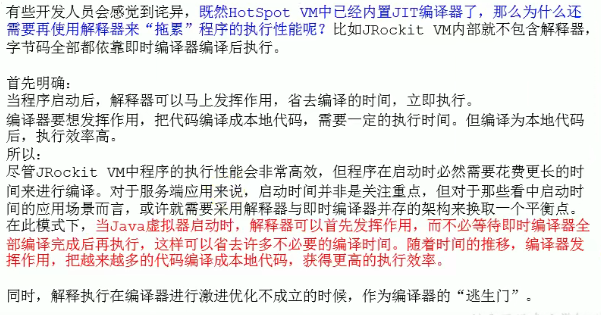 有些开发人员会感觉到诧异，既然HotSpot VM中已经内置JIT编译器了，那么为什么还
需要再使用解释器来“拖累”程序的执行性能呢？比如JRockit VM内部就不包含解释器，
字节码全部都依靠即时编译器编译后执行。
首先明确：
当程序启动后，解释器可以马上发挥作用，省去编译的时间，立即执行。
编译器要想发挥作用，把代码编译成本地代码，需要一定的执行时间。但编译为本地代码
后，执行效率高。
所以：
尽管JRockit VM中程序的执行性能会非常高效，但程序在启动时必然需要花费更长的时
间来进行编译。对于服务端应用来说，启动时间并非是关注重点，但对于那些看中启动时
间的应用场景而言，或许就需要采用解释器与即时编译器并存的架构来换取一个平衡点。
在此模式下，当Java虚拟器启动时，解释器可以首先发挥作用，而不必等待即时编译器全
部编译完成后再执行，这样可以省去许多不必要的编译时间。随着时间的推移，编译器发
挥作用，把越来越多的代码编译成本地代码，获得更高的执行效率。
同时，解释执行在编译器进行激进优化不成立的时候，作为编译器的“逃生门”。